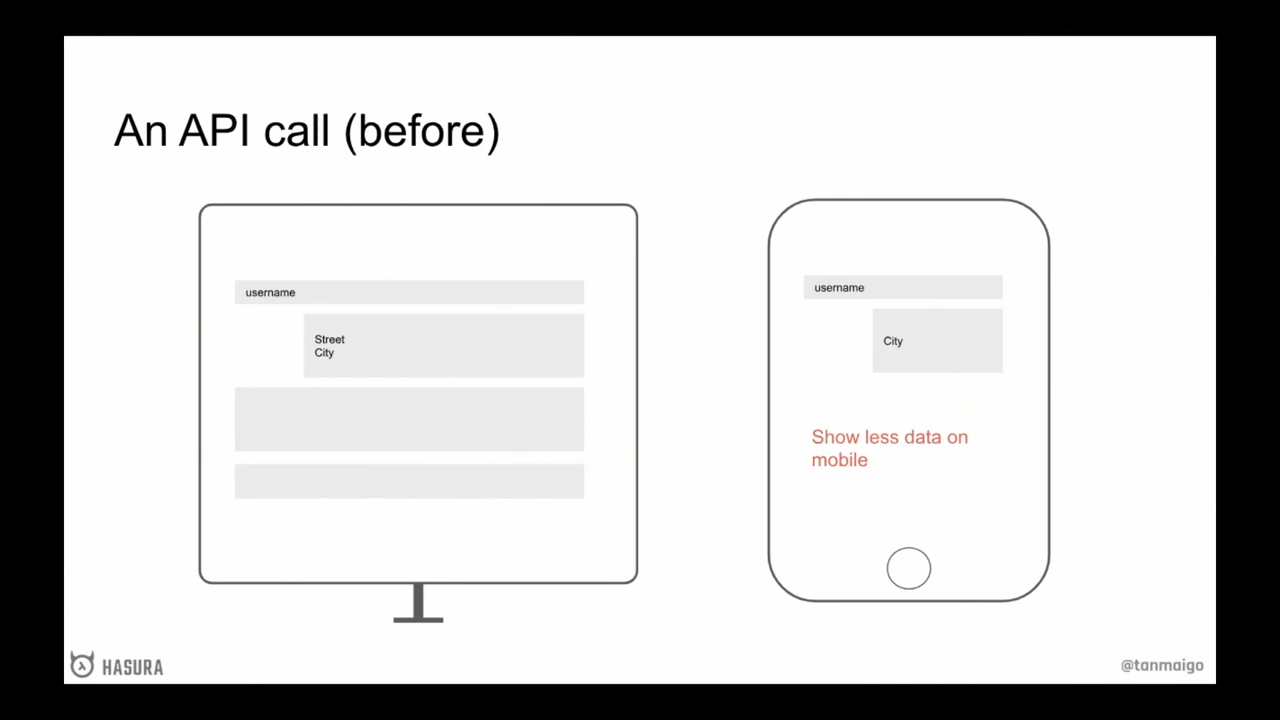 An API call (before)
username
Street
City
username
City
Show less data on
mobile
HASURA
@tanmaigo